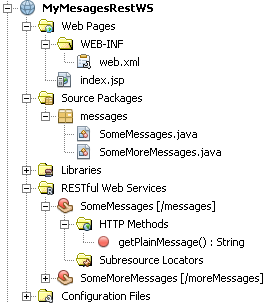 MyMesagesRestWS
Web Pages
WEB-INF
web.xml
index.jsp
Source Packages
messages
SomeMessages.java
SomeMoreMessages.java
Libraries
RESTful Web Services
SomeMessages [/messages]
HTTP Methods
getPlainMessage() : String
Subresource Locators
SomeMoreMessages [/moreMessages]
Configuration Files